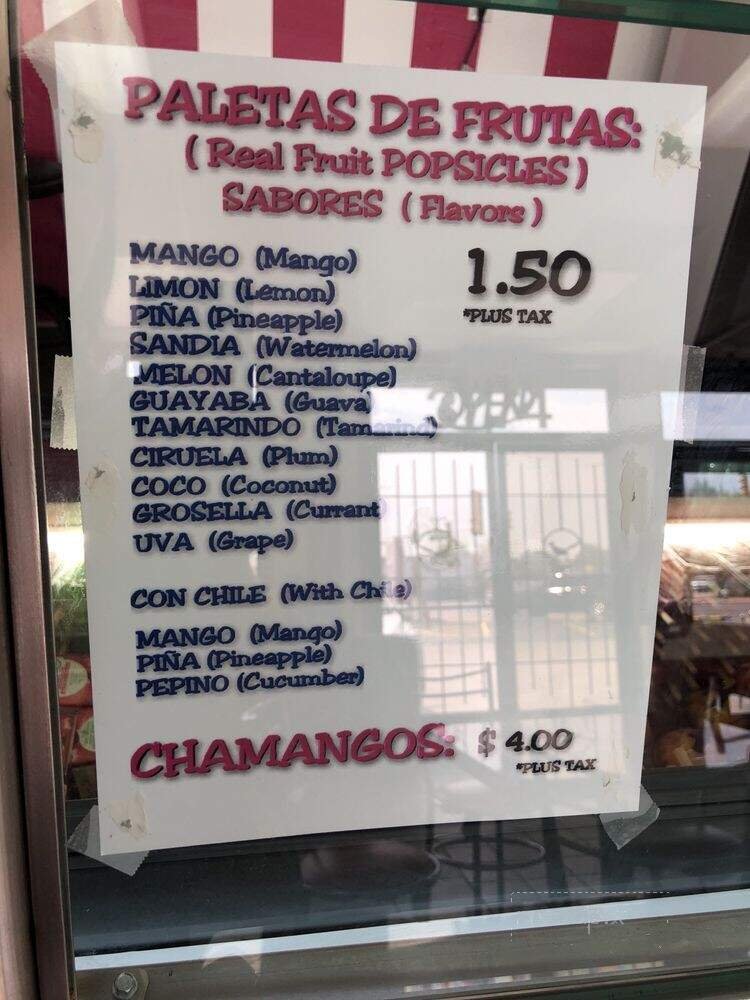 PALETAS DE FRUTAS:
( Real Fruit POPSICLES )
SABORES ( Flavors )
MANGO (Mango)
1.50
LIMON (Lemon)
*PLUS TAX
PIÑA (Pineapple)
SANDIA (Watermelon)
MELON (Cantaloupe)
GUAYABA (Guava)
TAMARINDO (Tamarind)
CIRUELA (Plum)
COCO (Coconut)
GROSELLA (Currant)
UVA (Grape)
CON CHILE (With Chile)
MANGO (Mango)
PIÑA (Pineapple)
PEPINO (Cucumber)
CHAMANGOS: $ 4.00
*PLUS TAX
OPEN